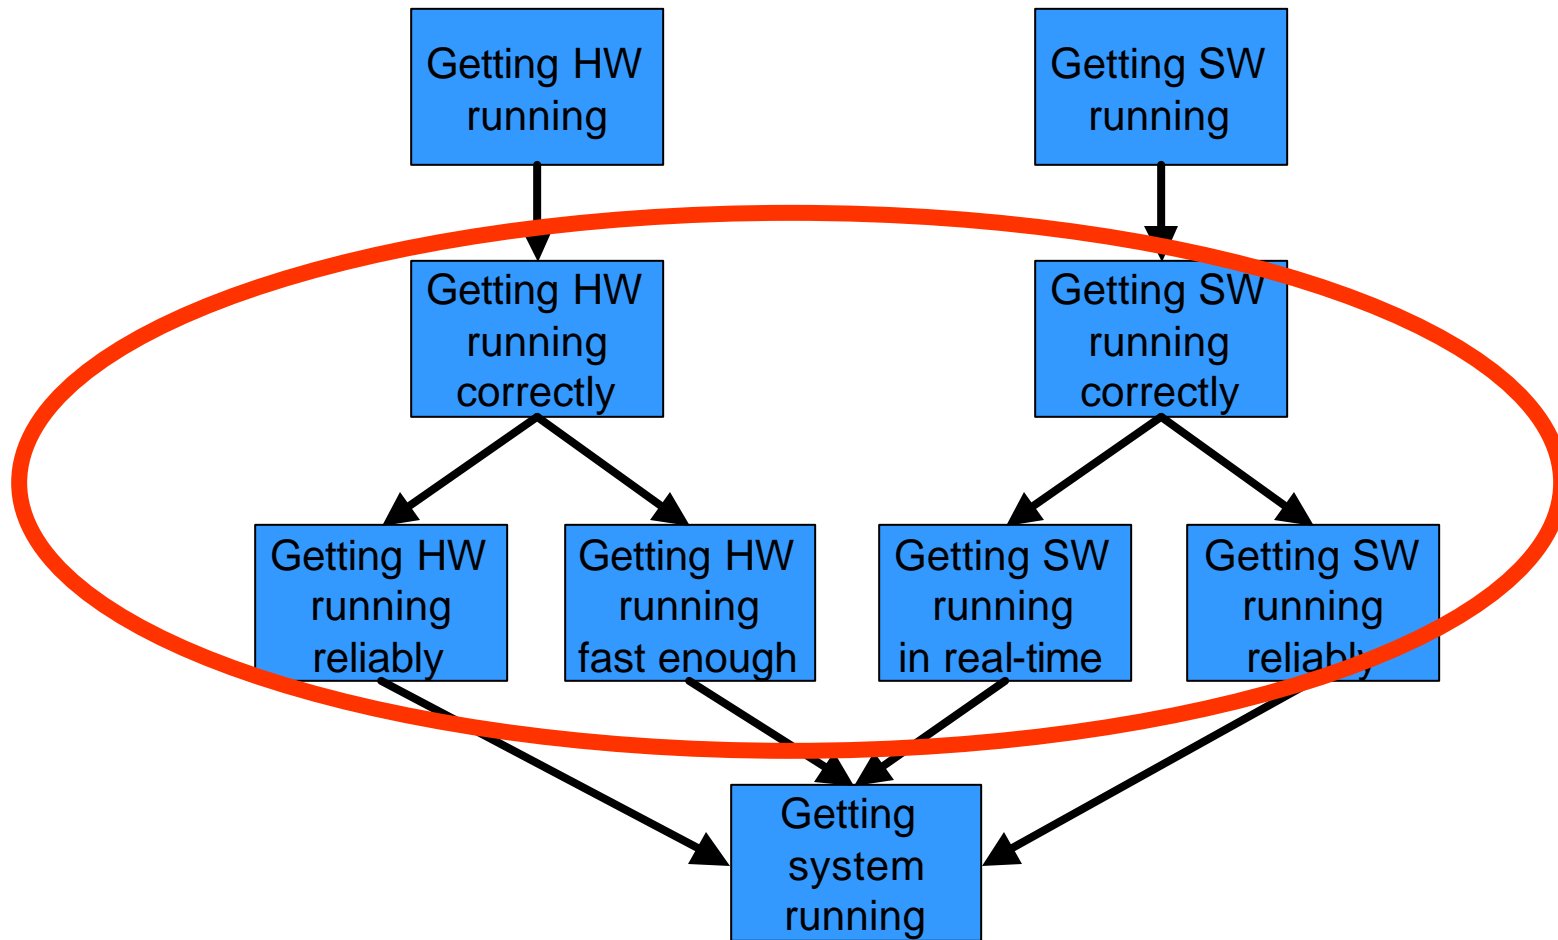 Getting HW
running
Getting SW
running
Getting HW
running
correctly
Getting SW
running
correctly
Getting HW
running
reliably
Getting HW
running
fast enough
Getting SW
running
in real-time
Getting SW
running
reliably
Getting
system
running